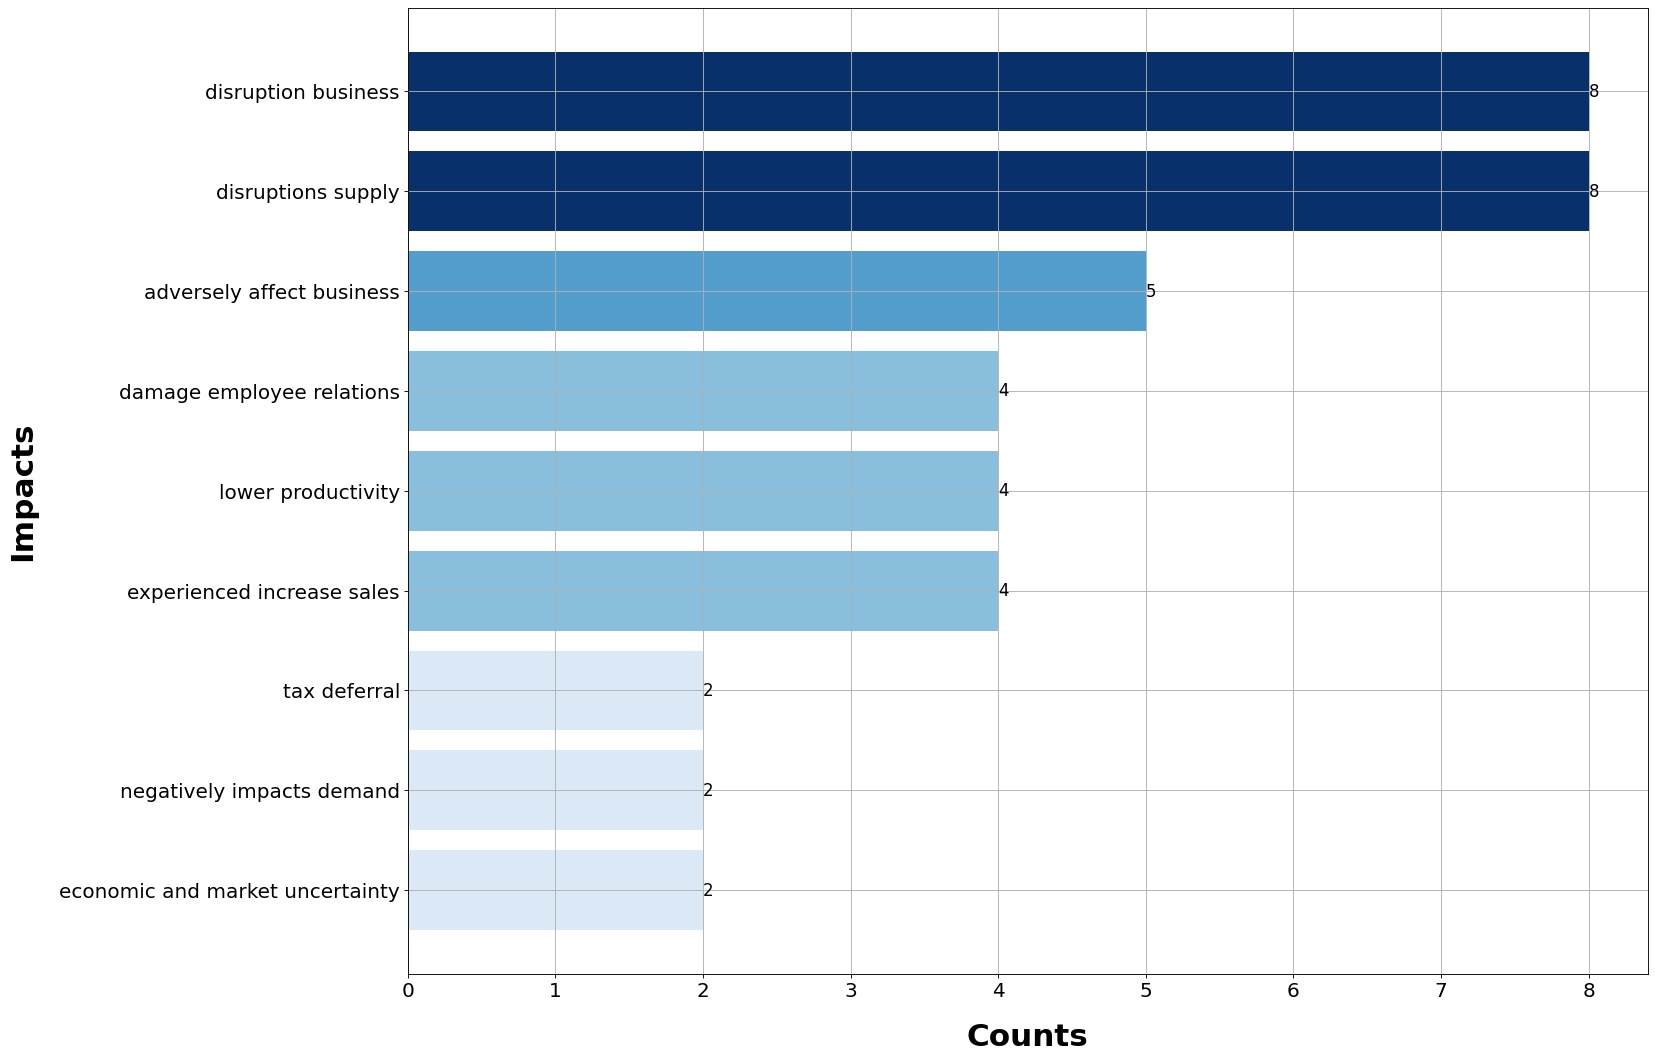 disruption business
8
disruptions supply
8
adversely affect business
5
damage employee relations
4
lower productivity
4
experienced increase sales
4
tax deferral
2
negatively impacts demand
2
economic and market uncertainty
2
Impacts
0 1 2 3 4 5 6 7 8
Counts